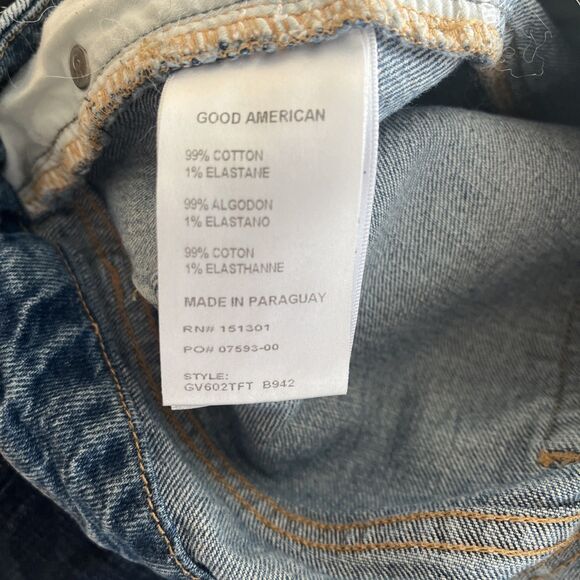 GOOD AMERICAN
99% COTTON
1% ELASTANE
99% ALGODON
1% ELASTANO
99% COTON
1% ELASTHANNE
MADE IN PARAGUAY
RN# 151301
PO# 07593-00
STYLE:
GV602TFT B942